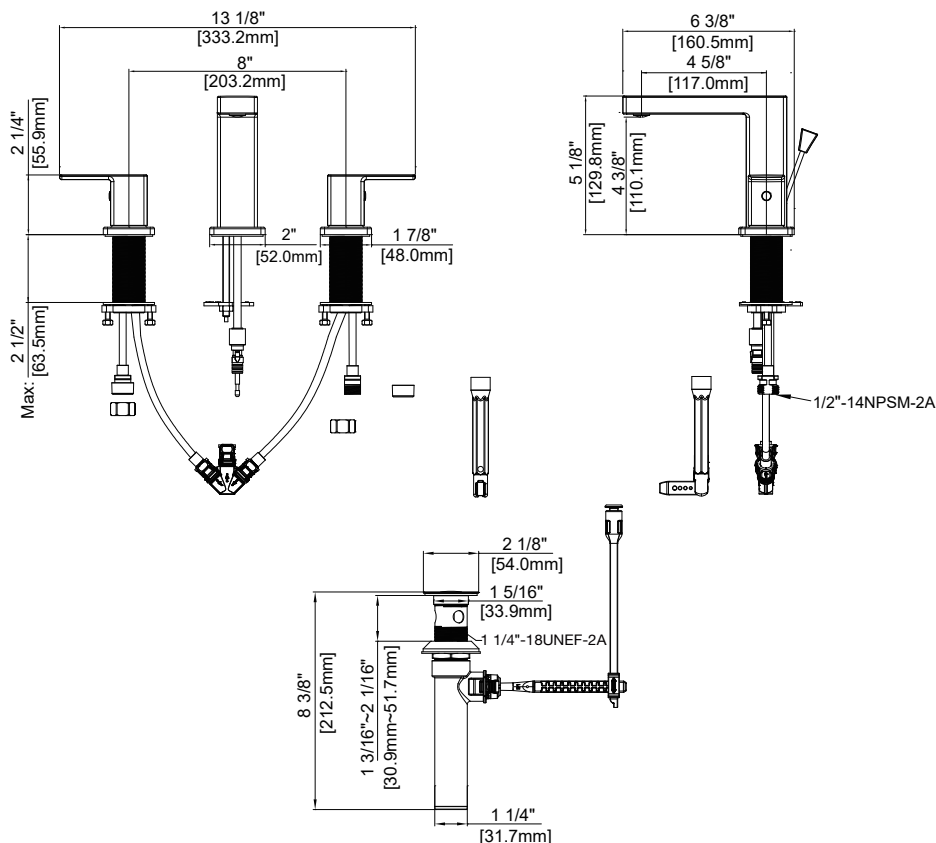 13 1/8"
[333.2mm]
8"
[203.2mm]
2 1/4"
[55.9mm]
2"
[52.0mm]
1 7/8"
[48.0mm]
Max: 2 1/2"
[63.5mm]
6 3/8"
[160.5mm]
4 5/8"
[117.0mm]
5 1/8"
[129.8mm]
4 3/8"
[110.1mm]
1/2"-14NPSM-2A
2 1/8"
[54.0mm]
1 5/16"
[33.9mm]
1 1/4"-18UNEF-2A
8 3/8"
[212.5mm]
1 3/16"~2 1/16"
[30.9mm~51.7mm]
1 1/4"
[31.7mm]